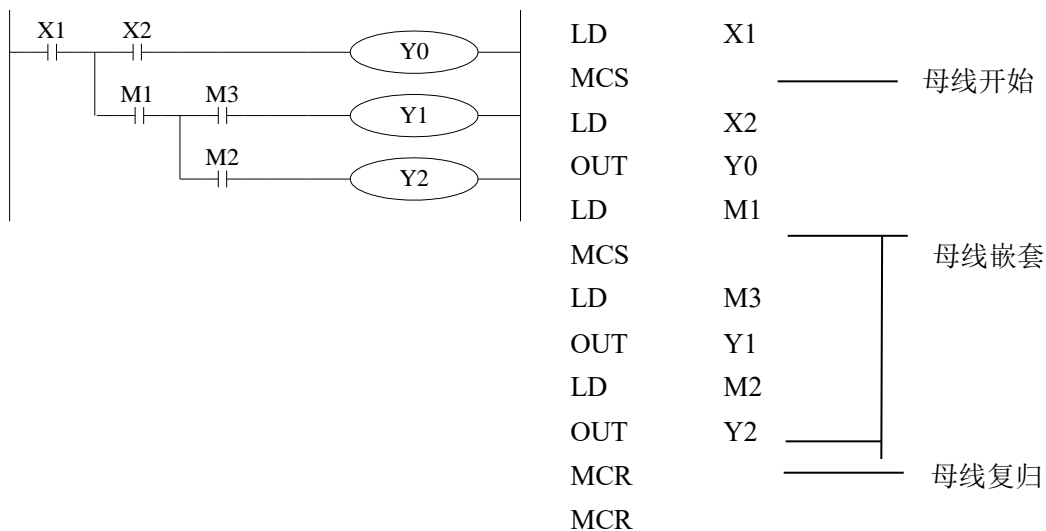 X1 X2 Y0
M1 M3 Y1
M2 Y2
LD X1
MCS 母线开始
LD X2
OUT Y0
LD M1
MCS 母线嵌套
LD M3
OUT Y1
LD M2
OUT Y2
MCR 母线复归
MCR